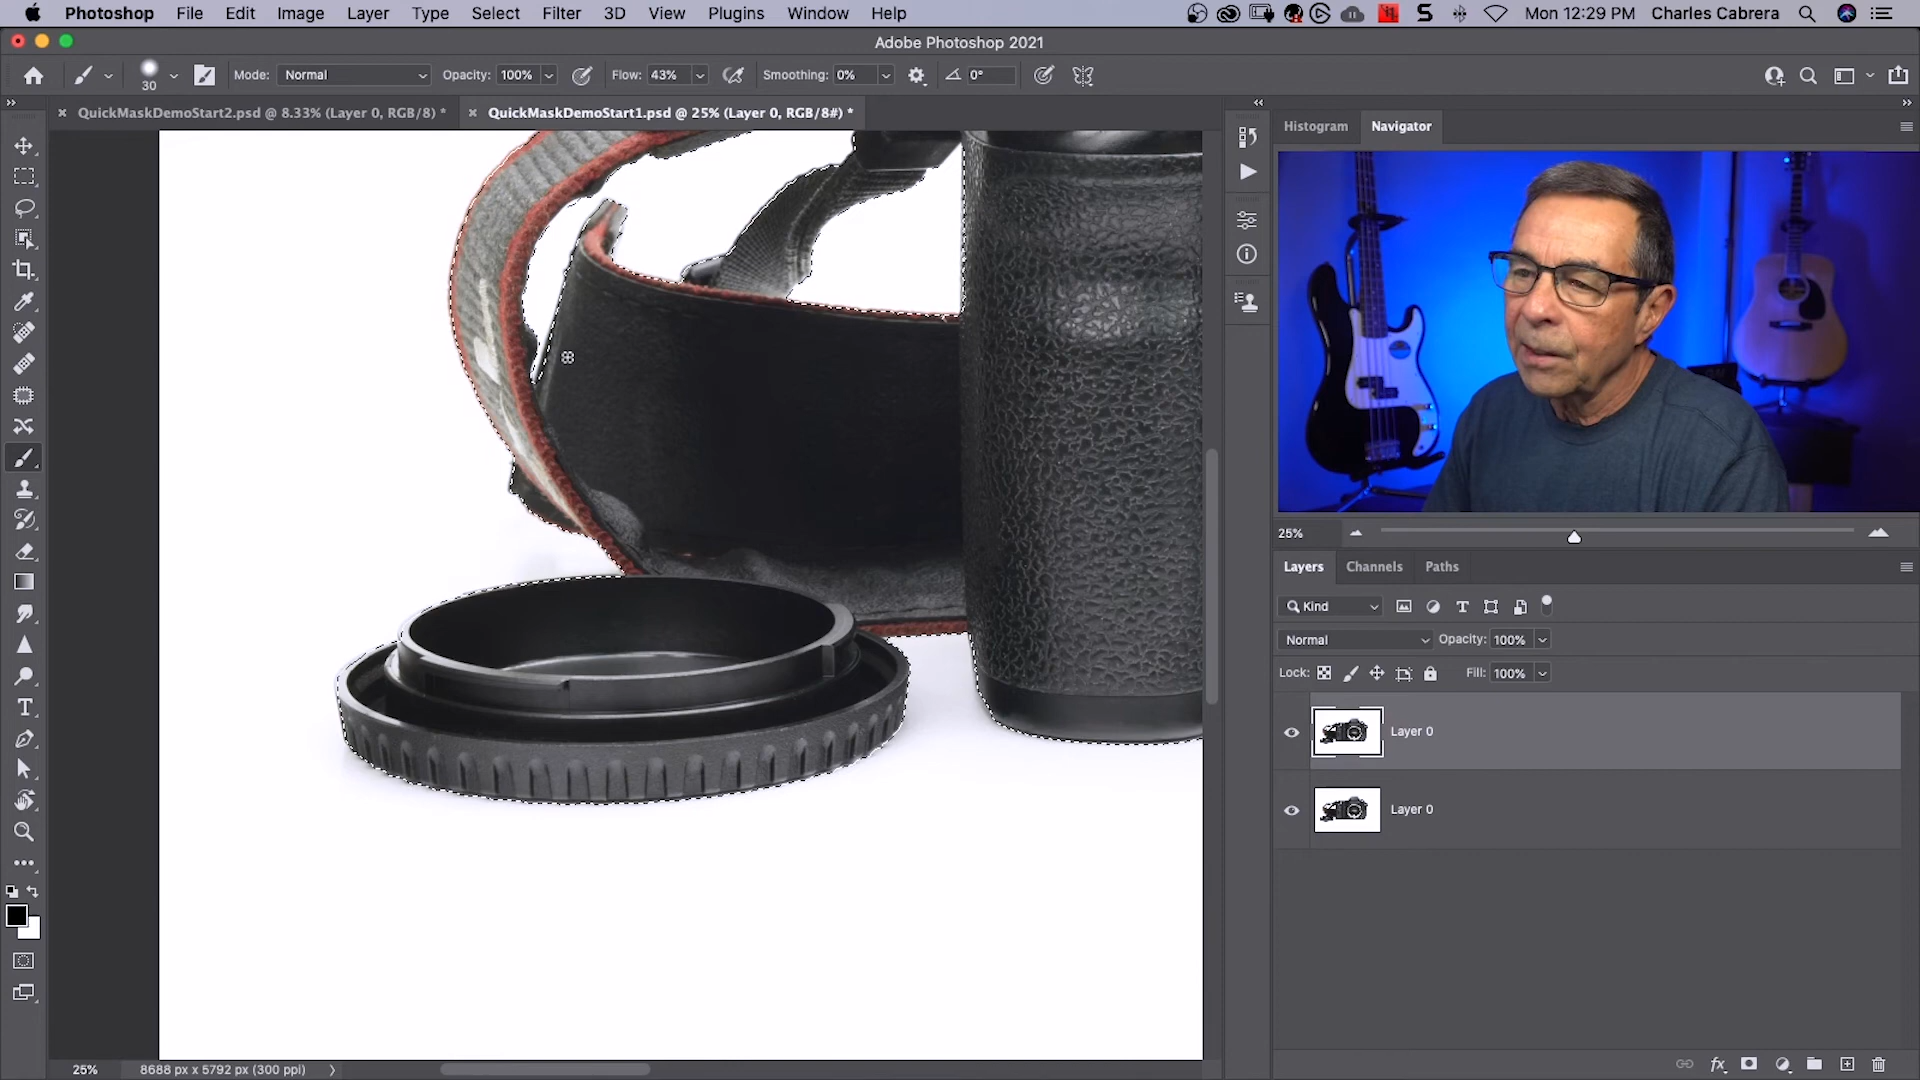 Photoshop File Edit Image Layer Type Select Filter 3D View Plugins Window Help Mon 12:29 PM Charles Cabrera
Adobe Photoshop 2021
30 Mode: Normal Opacity: 100% Flow: 43% Smoothing: 0% 0°
QuickMaskDemoStart2.psd @ 8.33% (Layer 0, RGB/8) * QuickMaskDemoStart1.psd @ 25% (Layer 0, RGB/8#) *
Histogram Navigator
25%
Layers Channels Paths
Kind
Normal Opacity: 100%
Lock: Fill: 100%
Layer 0
Layer 0
25% 8688 px x 5792 px (300 ppi)